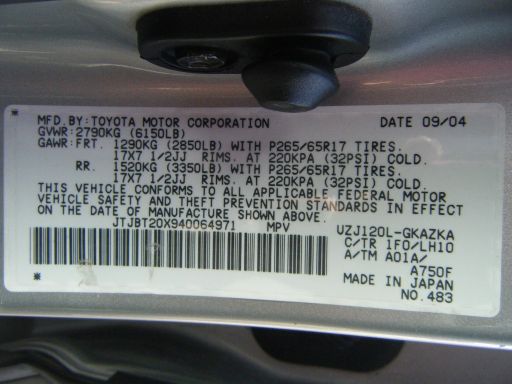 MFD.BY:TOYOTA MOTOR CORPORATION DATE 09/04
GVWR:2790KG (6150LB)
GAWR:FRT. 1290KG (2850LB) WITH P265/65R17 TIRES.
17X7 1/2JJ RIMS. AT 220KPA (32PSI) COLD.
RR. 1520KG (3350LB) WITH P265/65R17 TIRES.
17X7 1/2JJ RIMS. AT 220KPA (32PSI) COLD.
THIS VEHICLE CONFORMS TO ALL APPLICABLE FEDERAL MOTOR
VEHICLE SAFETY AND THEFT PREVENTION STANDARDS IN EFFECT
ON THE DATE OF MANUFACTURE SHOWN ABOVE.
JTJBT20X940064971 MPV
UZJ120L-GKAZKA
C/TR 1F0/LH10
A/TM A01A/
A750F
MADE IN JAPAN
NO.483